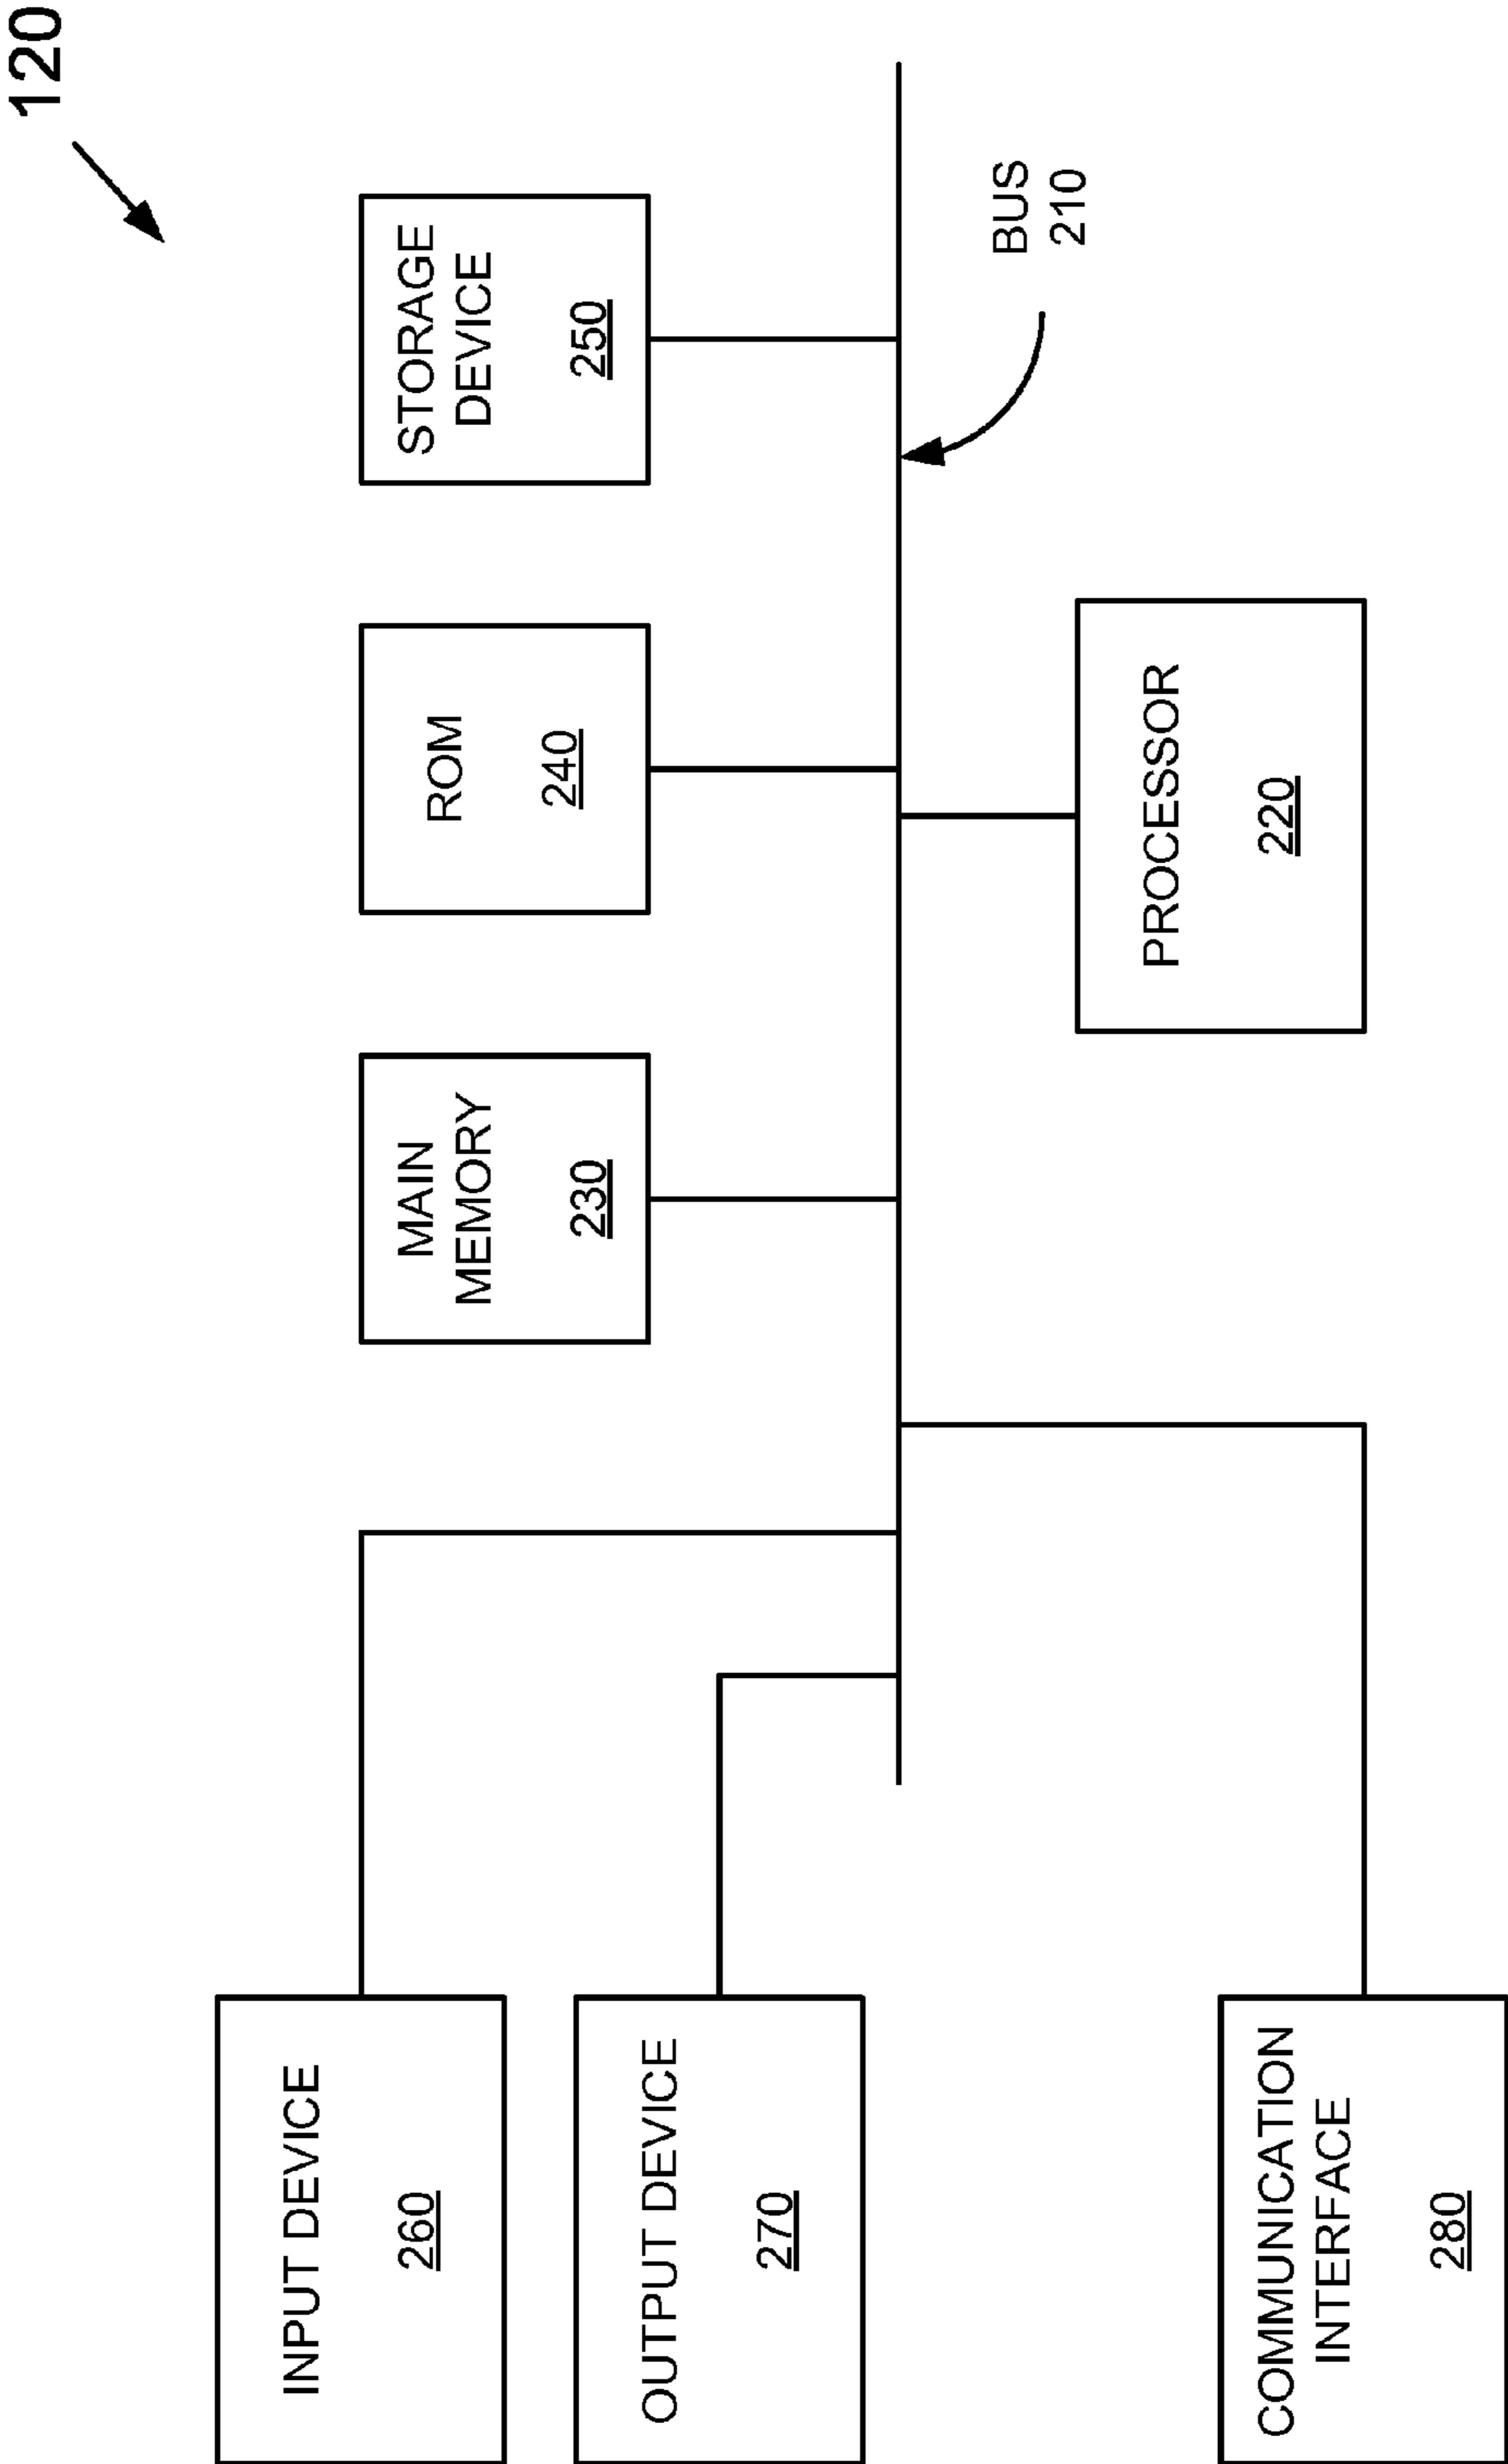 120
INPUT DEVICE
260
MAIN
MEMORY
230
ROM
240
STORAGE
DEVICE
250
OUTPUT DEVICE
270
BUS
210
PROCESSOR
220
COMMUNICATION
INTERFACE
280